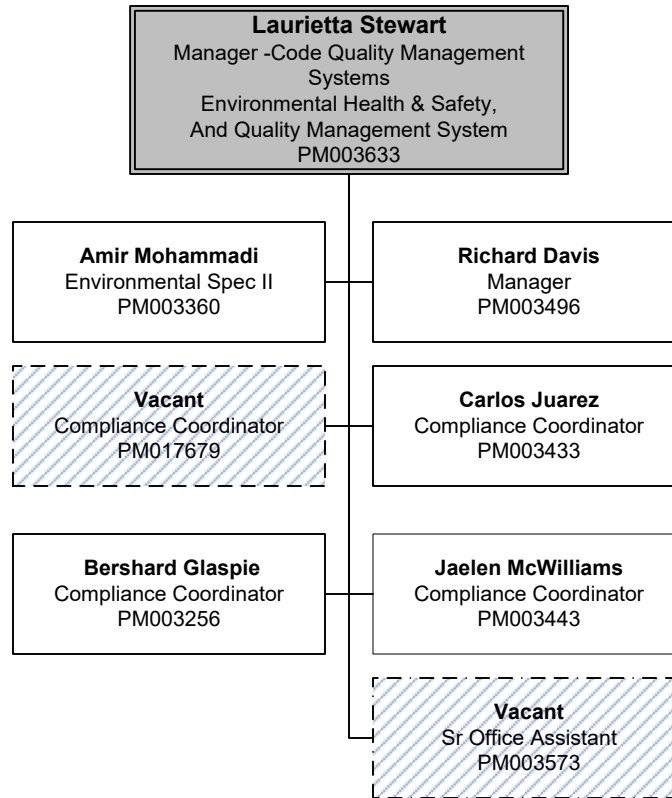 Laurietta Stewart
Manager -Code Quality Management
Systems
Environmental Health & Safety,
And Quality Management System
PM003633
Amir Mohammadi
Environmental Spec II
PM003360
Richard Davis
Manager
PM003496
Vacant
Compliance Coordinator
PM017679
Carlos Juarez
Compliance Coordinator
PM003433
Bershard Glaspie
Compliance Coordinator
PM003256
Jaelen McWilliams
Compliance Coordinator
PM003443
Vacant
Sr Office Assistant
PM003573